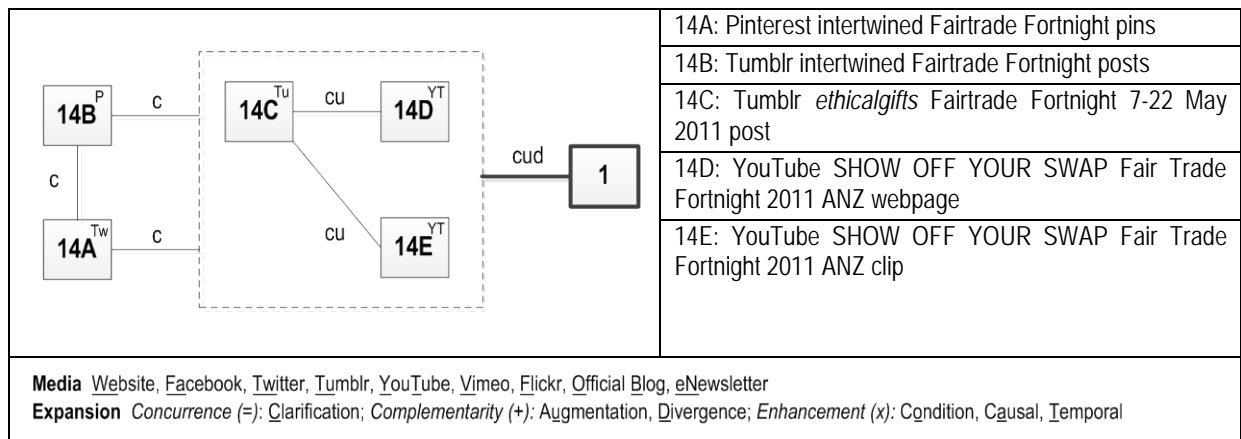 14A: Pinterest intertwined Fairtrade Fortnight pins
14B: Tumblr intertwined Fairtrade Fortnight posts
14C: Tumblr ethicalgifts Fairtrade Fortnight 7-22 May
2011 post
14D: YouTube SHOW OFF YOUR SWAP Fair Trade
Fortnight 2011 ANZ webpage
14E: YouTube SHOW OFF YOUR SWAP Fair Trade
Fortnight 2011 ANZ clip
14B P
c
14C Tu
cu
14D YT
cud
1
c
14A Tw
c
cu
14E YT
Media Website, Facebook, Twitter, Tumblr, YouTube, Vimeo, Flickr, Official Blog, eNewsletter
Expansion Concurrence (=): Clarification; Complementarity (+): Augmentation, Divergence; Enhancement (x): Condition, Causal, Temporal